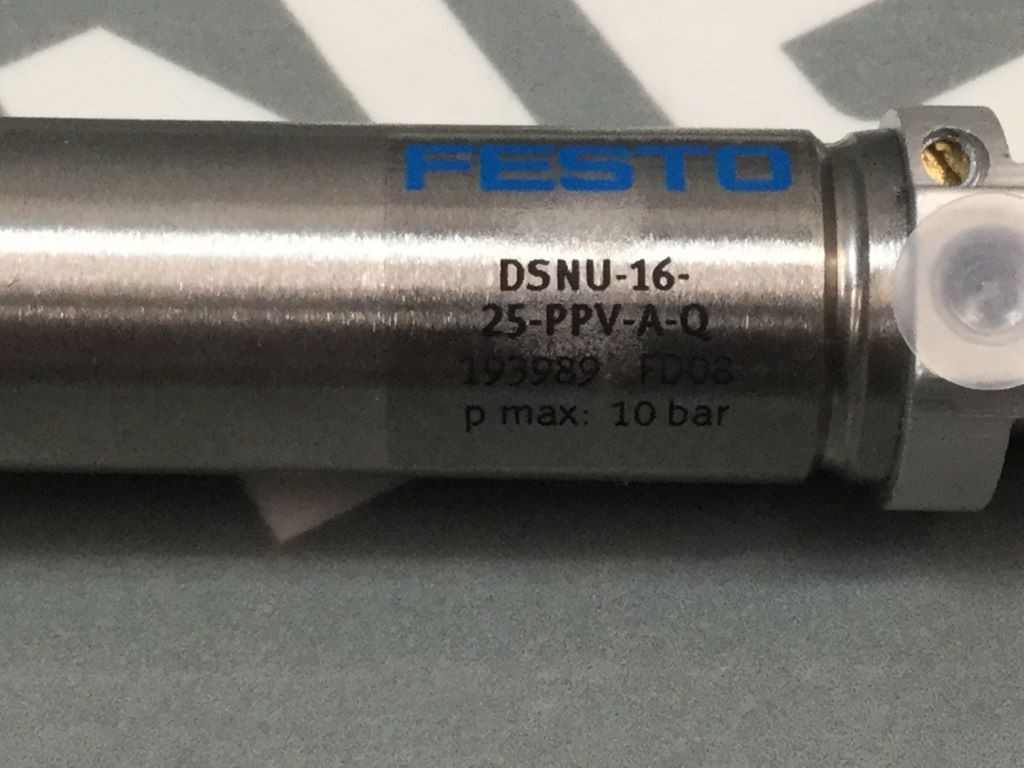 FESTO
DSNU-16-
25-PPV-A-Q
193989 FD08
p max: 10 bar